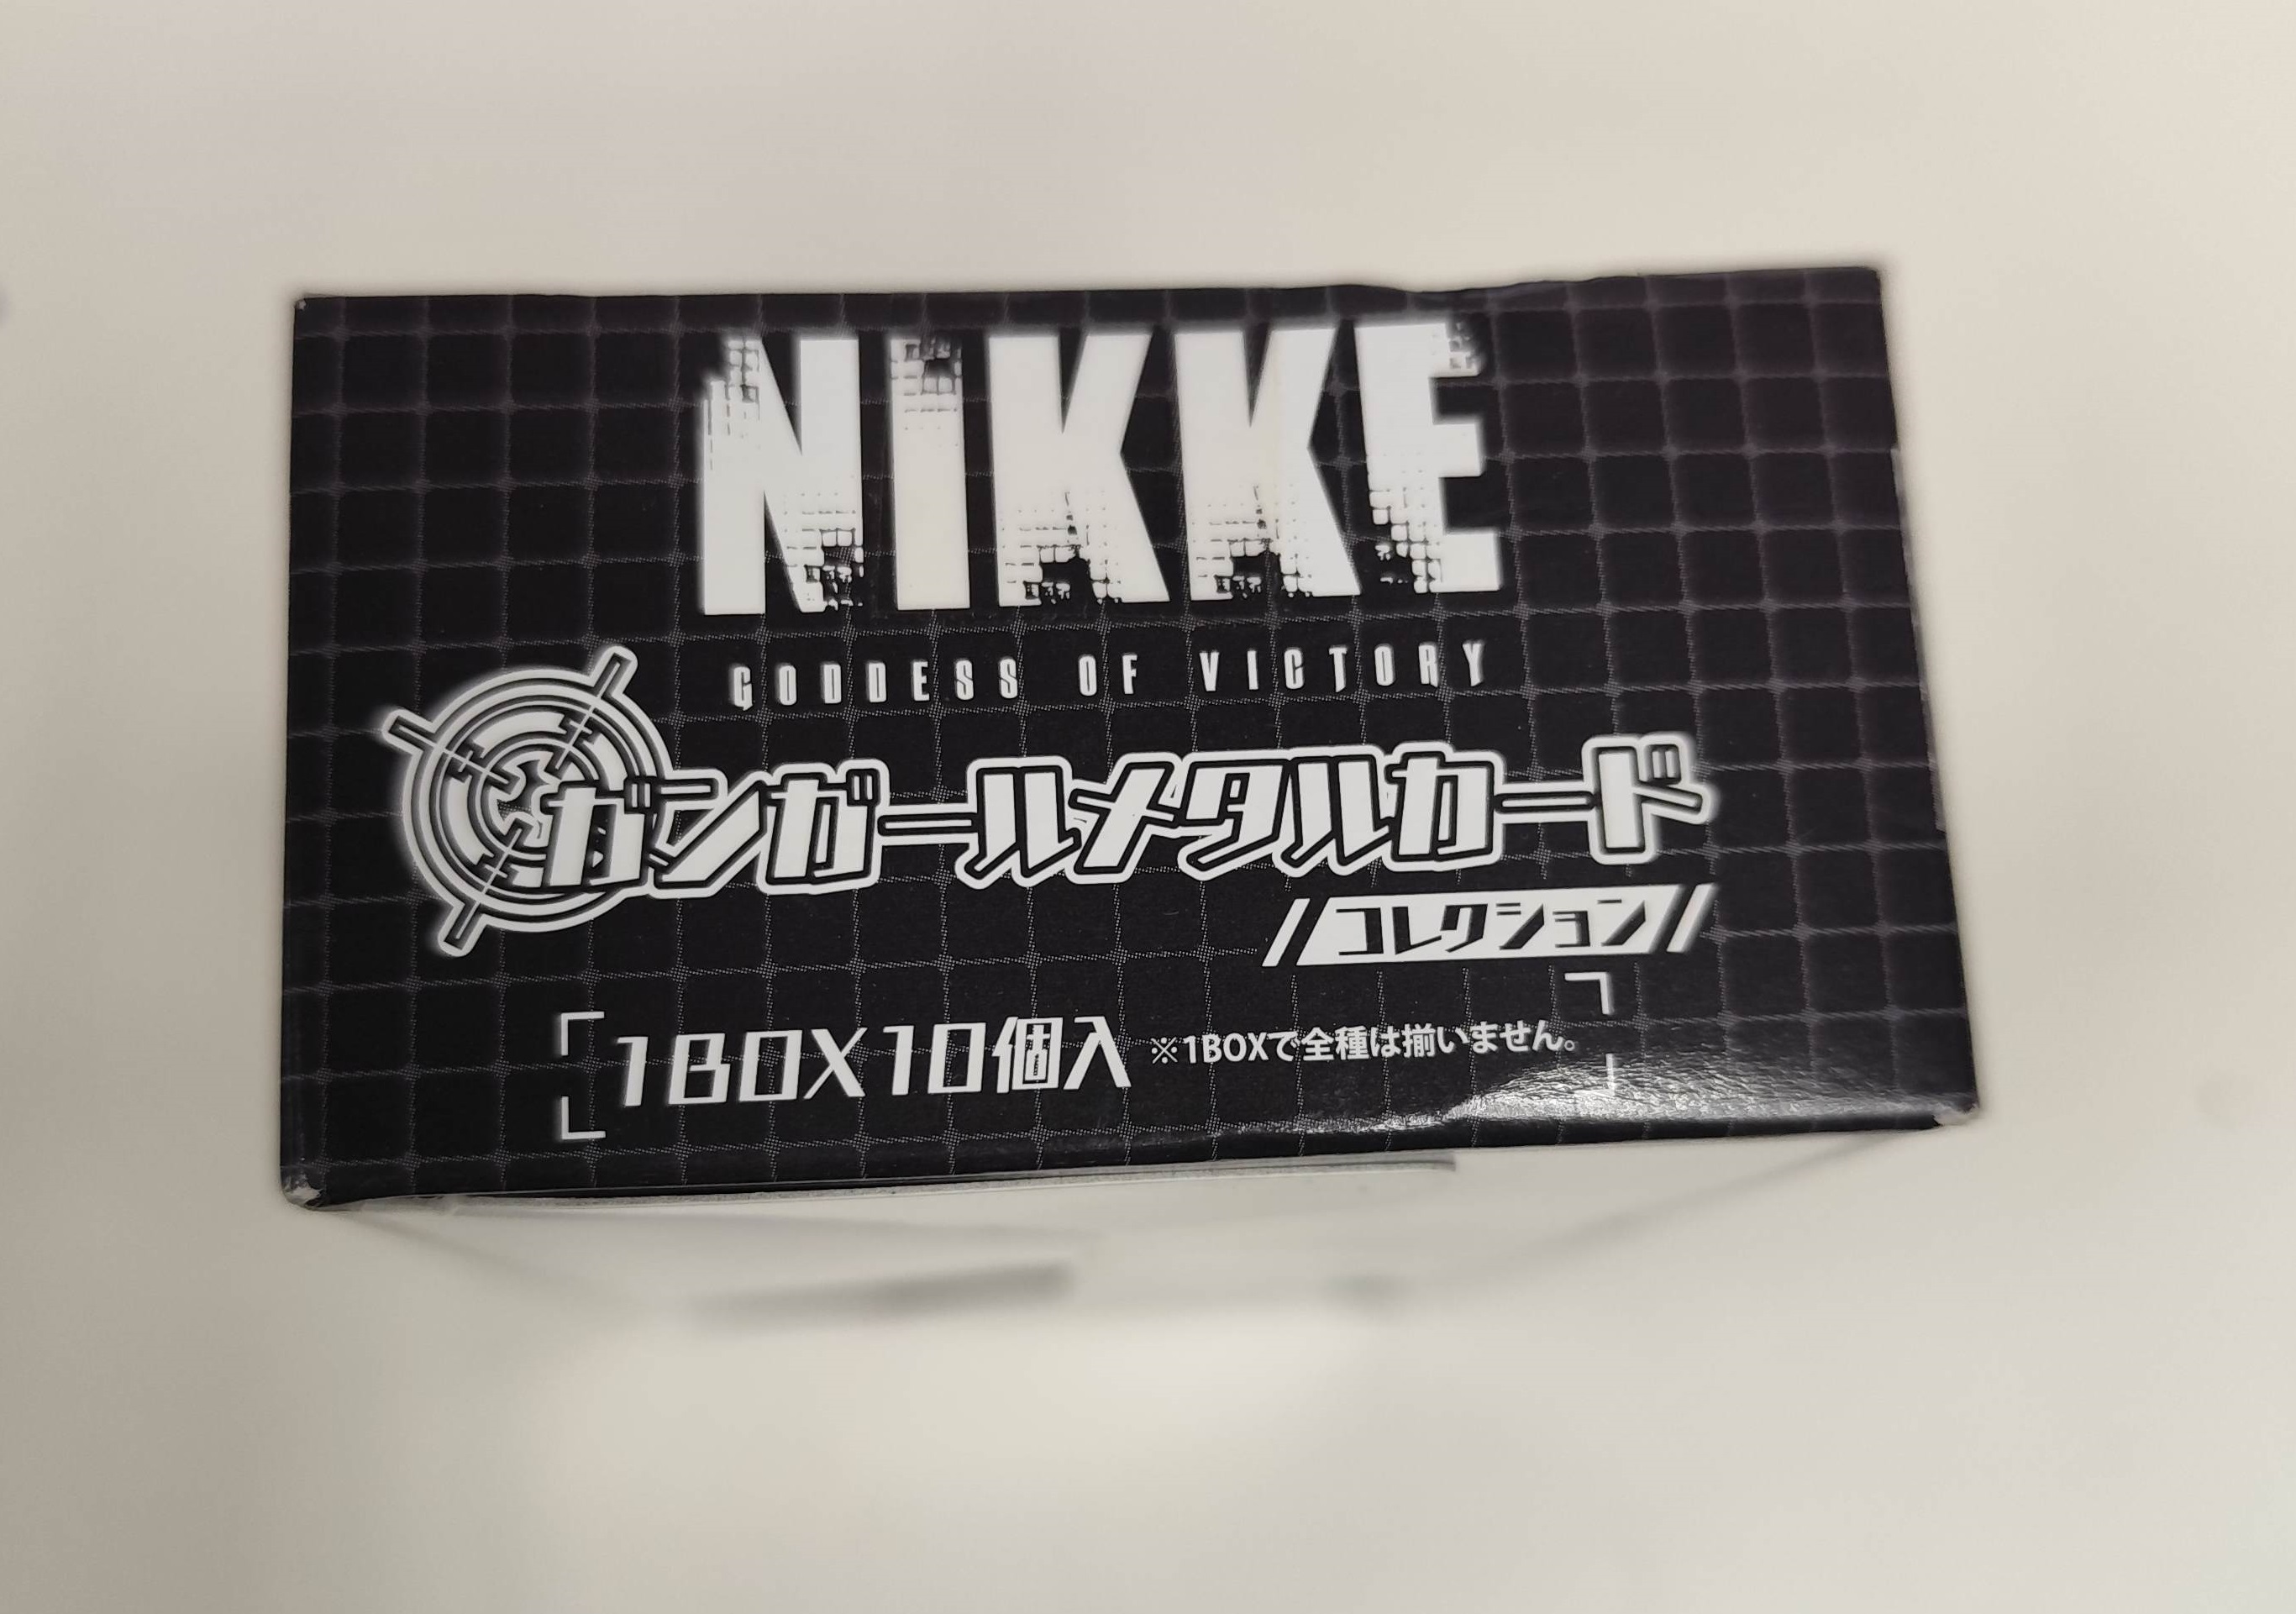 NIKKE
GODDESS OF VICTORY
ガンガールメタルカード
コレクション
1BOX10個入 ※1BOXで全種は揃いません。